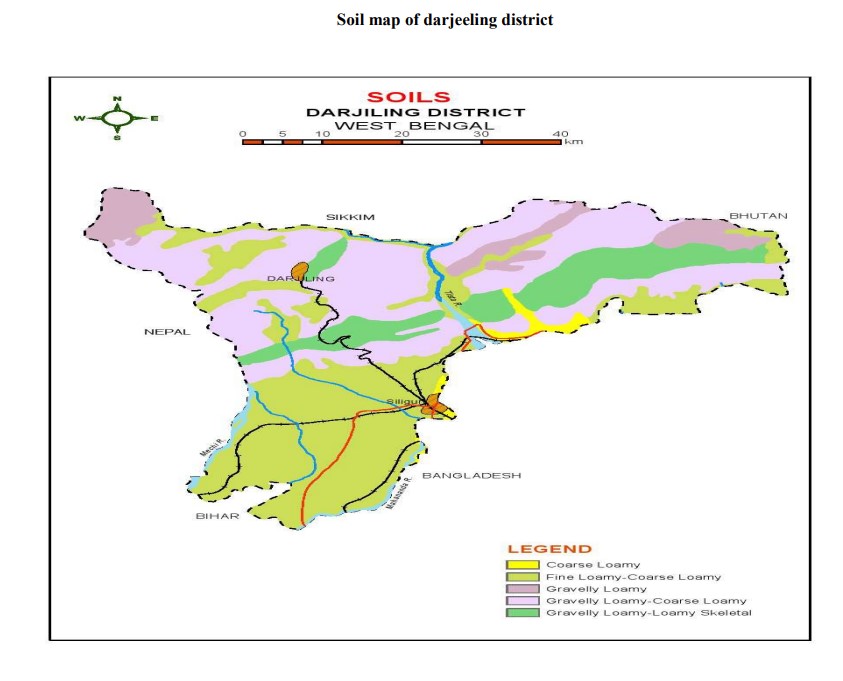 Soil map of darjeeling district
N
W E
S
SOILS
DARJILING DISTRICT
WEST BENGAL
0 5 10 20 30 40
km
SIKKIM
BHUTAN
DARJILING
Tista R.
NEPAL
Siliguri
Mechi R.
BANGLADESH
Mahananda R.
BIHAR
LEGEND
Coarse Loamy
Fine Loamy-Coarse Loamy
Gravelly Loamy
Gravelly Loamy-Coarse Loamy
Gravelly Loamy-Loamy Skeletal